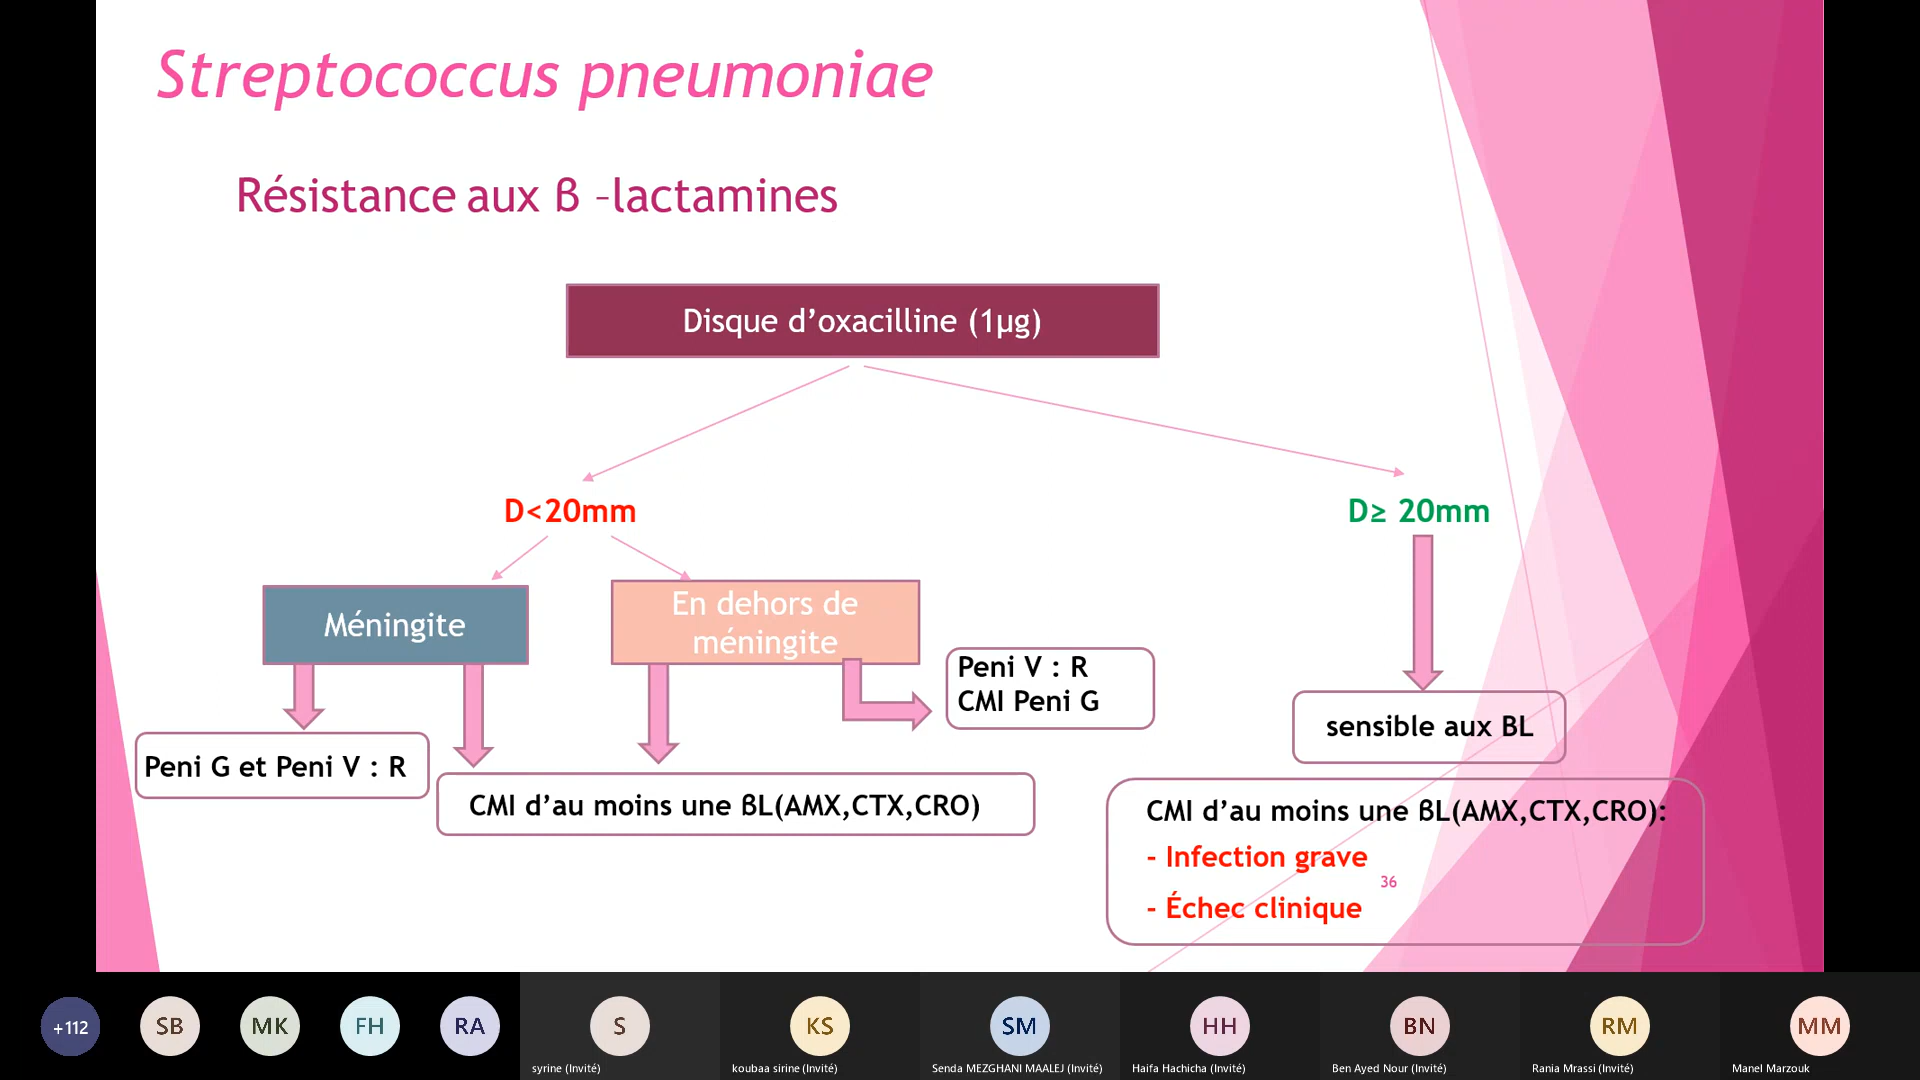 Streptococcus pneumoniae
Résistance aux ß –lactamines
Disque d’oxacilline (1µg)
D<20mm
D≥ 20mm
Méningite
En dehors de
méningite
Peni V : R
CMI Peni G
sensible aux BL
Peni G et Peni V : R
CMI d’au moins une ßL(AMX,CTX,CRO)
CMI d’au moins une ßL(AMX,CTX,CRO):
- Infection grave
36
- Échec clinique
+112
SB
MK
FH
RA
S
KS
SM
HH
BN
RM
MM
syrine (Invité)
koubaa sirine (Invité)
Senda MEZGHANI MAALEJ (Invité)
Haifa Hachicha (Invité)
Ben Ayed Nour (Invité)
Rania Mrassi (Invité)
Manel Marzouk